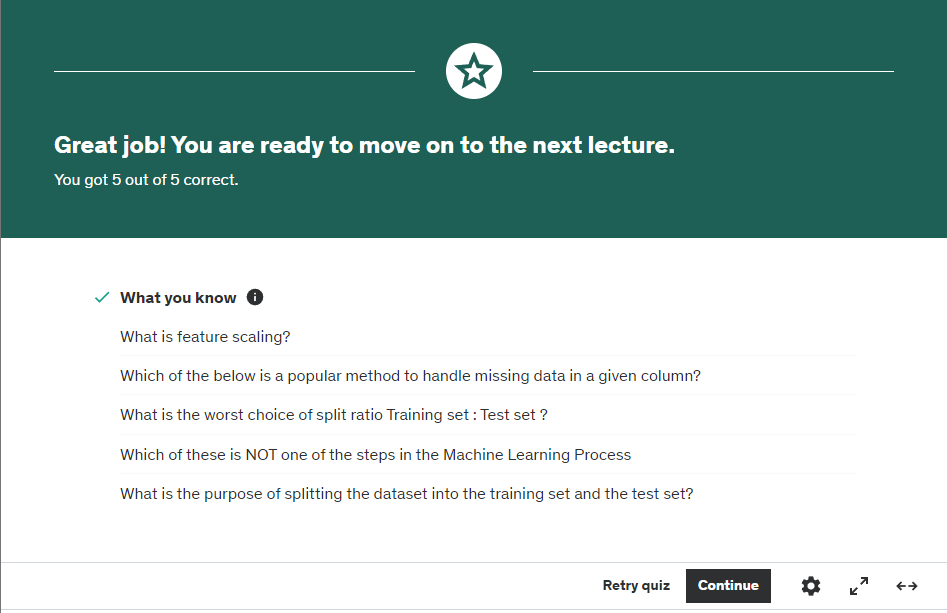 Great job! You are ready to move on to the next lecture.
You got 5 out of 5 correct.
What you know
What is feature scaling?
Which of the below is a popular method to handle missing data in a given column?
What is the worst choice of split ratio Training set : Test set ?
Which of these is NOT one of the steps in the Machine Learning Process
What is the purpose of splitting the dataset into the training set and the test set?
Retry quiz Continue